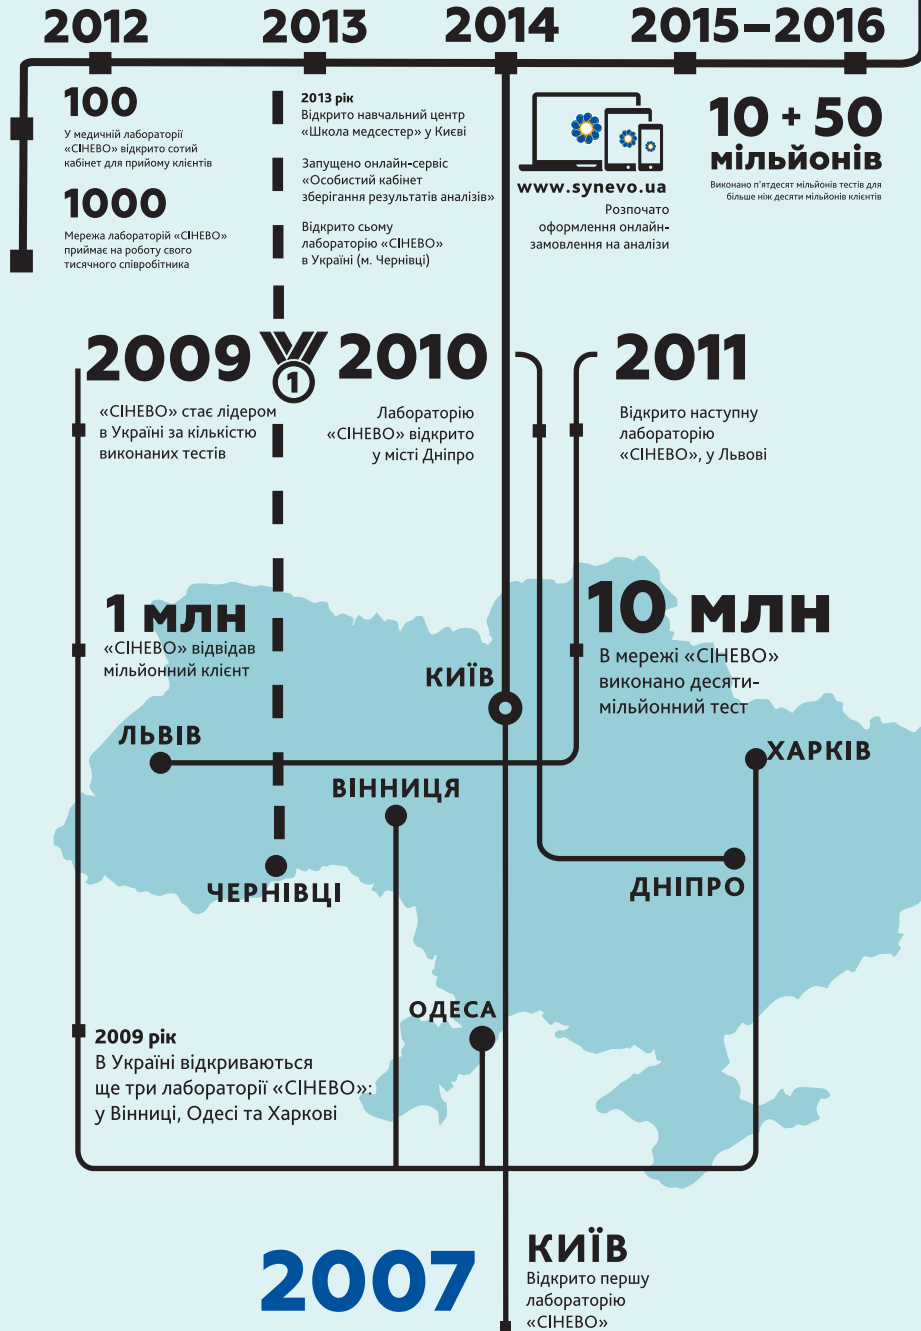 2012
2013
2014
2015–2016
100
У медичній лабораторії
«СІНЕВО» відкрито сотий
кабінет для прийому клієнтів
1000
Мережа лабораторій «СІНЕВО»
приймає на роботу свого
тисячного співробітника
2013 рік
Відкрито навчальний центр
«Школа медсестер» у Києві
Запущено онлайн-сервіс
«Особистий кабінет
зберігання результатів аналізів»
Відкрито сьому
лабораторію «СІНЕВО»
в Україні (м. Чернівці)
www.synevo.ua
Розпочато
оформлення онлайн-
замовлення на аналізи
10 + 50
мільйонів
Виконано п'ятдесят мільйонів тестів для
більше ніж десяти мільйонів клієнтів
2009
1
«СІНЕВО» стає лідером
в Україні за кількістю
виконаних тестів
2010
Лабораторію
«СІНЕВО» відкрито
у місті Дніпро
2011
Відкрито наступну
лабораторію
«СІНЕВО», у Львові
1 млн
«СІНЕВО» відвідав
мільйонний клієнт
10 млн
В мережі «СІНЕВО»
виконано десяти-
мільйонний тест
КИЇВ
ЛЬВІВ
ХАРКІВ
ВІННИЦЯ
ЧЕРНІВЦІ
ДНІПРО
ОДЕСА
2009 рік
В Україні відкриваються
ще три лабораторії «СІНЕВО»:
у Вінниці, Одесі та Харкові
2007
КИЇВ
Відкрито першу
лабораторію
«СІНЕВО»